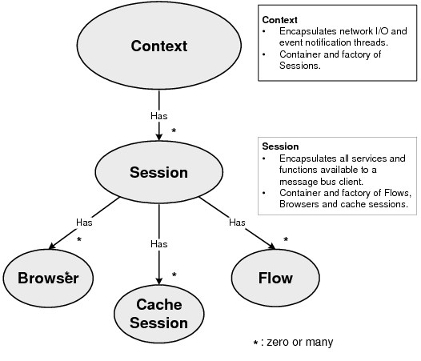 Context
Context
• Encapsulates network I/O and
event notification threads.
• Container and factory of
Sessions.
Has
*
Session
Session
• Encapsulates all services and
functions available to a
message bus client.
• Container and factory of Flows,
Browsers and cache sessions.
Has
*
Has
*
Has
*
Browser
*
Cache
Session
Flow
* : zero or many